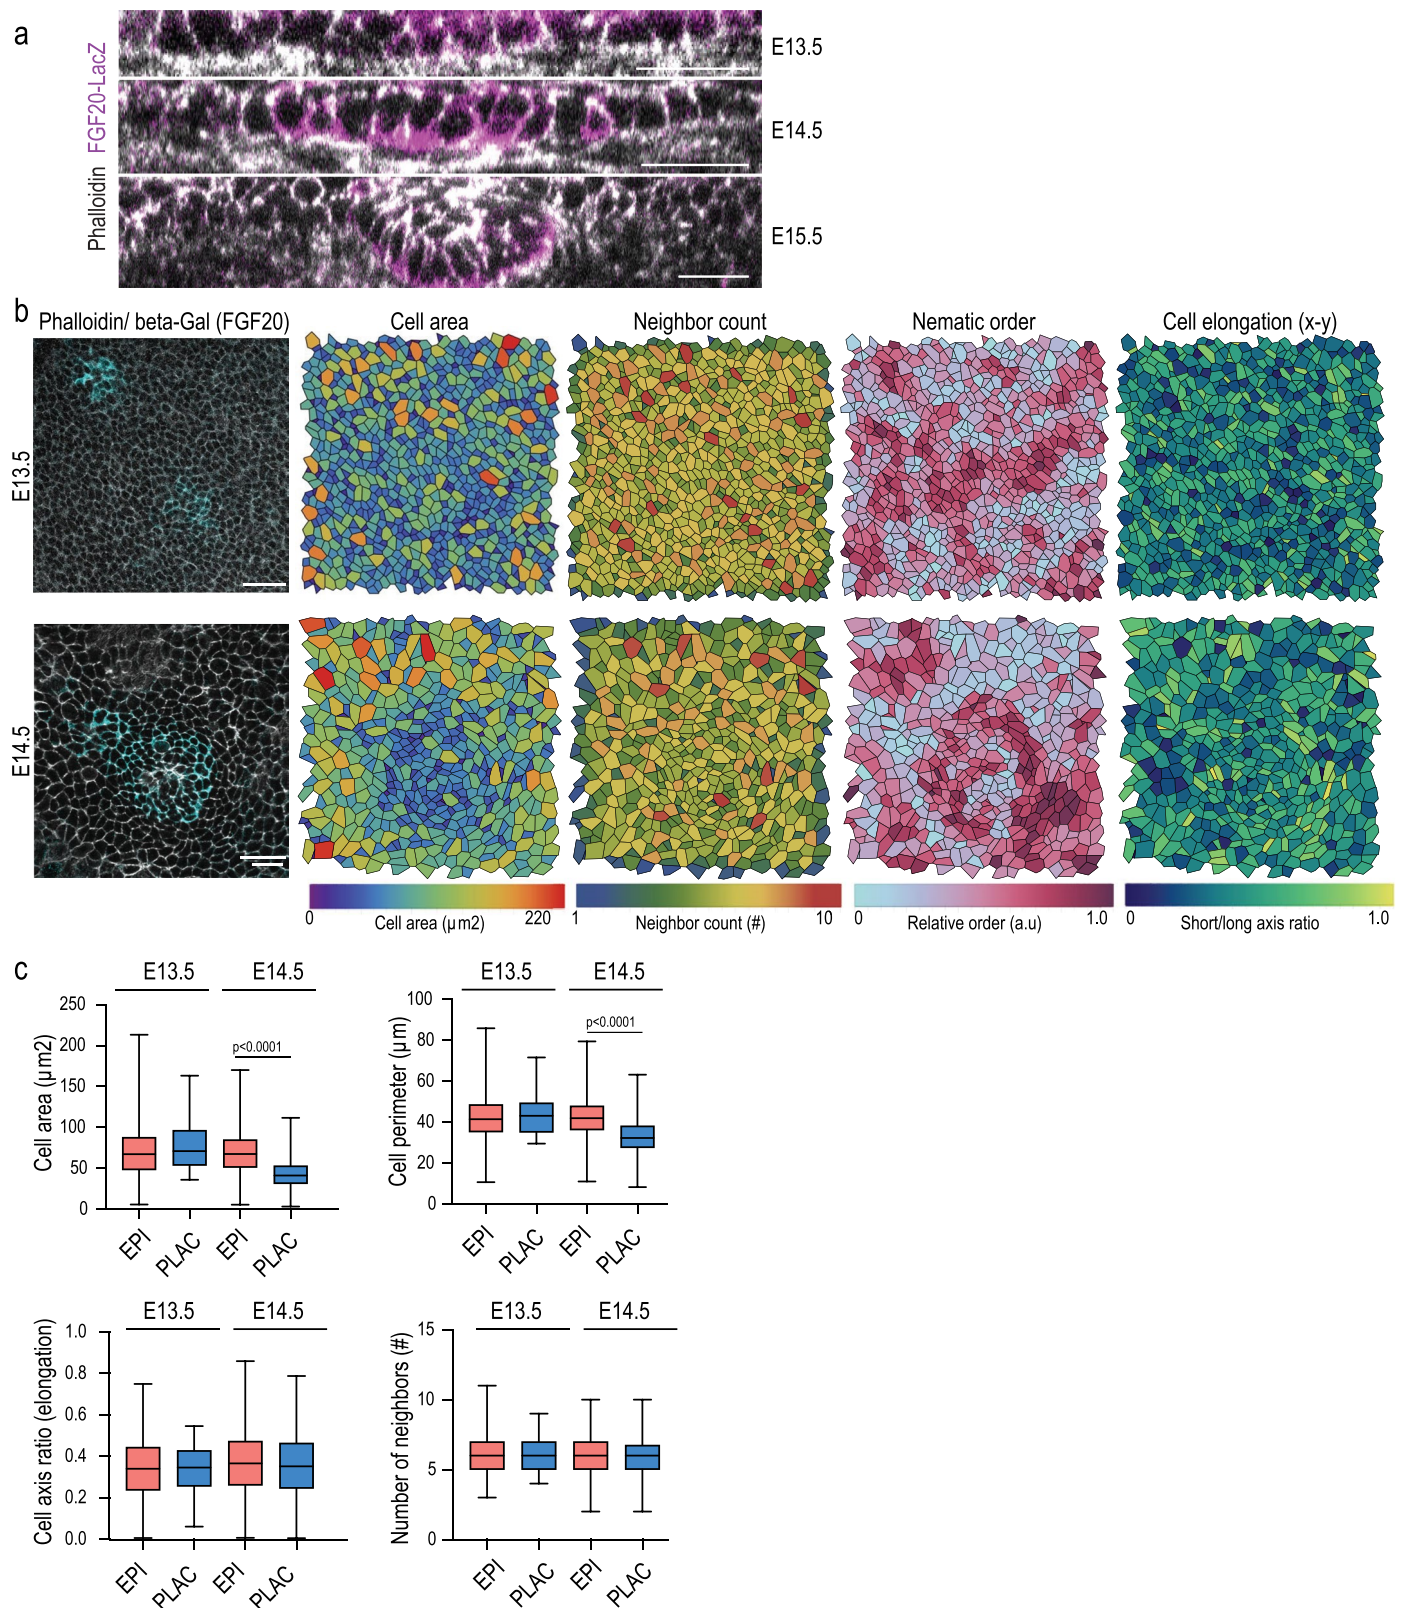 a
Phalloidin FGF20-LacZ
E13.5
E14.5
E15.5
b
Phalloidin/ beta-Gal (FGF20)
Cell area
Neighbor count
Nematic order
Cell elongation (x-y)
E13.5
E14.5
0
Cell area (µm2)
220
1
Neighbor count (#)
10
0
Relative order (a.u)
1.0
0
Short/long axis ratio
1.0
c
E13.5
E14.5
Cell area (µm2)
250
200
150
100
50
0
p<0.0001
EPI
PLAC
EPI
PLAC
E13.5
E14.5
Cell perimeter (µm)
100
80
60
40
20
0
p<0.0001
EPI
PLAC
EPI
PLAC
E13.5
E14.5
Cell axis ratio (elongation)
1.0
0.8
0.6
0.4
0.2
0.0
EPI
PLAC
EPI
PLAC
E13.5
E14.5
Number of neighbors (#)
15
10
5
0
EPI
PLAC
EPI
PLAC